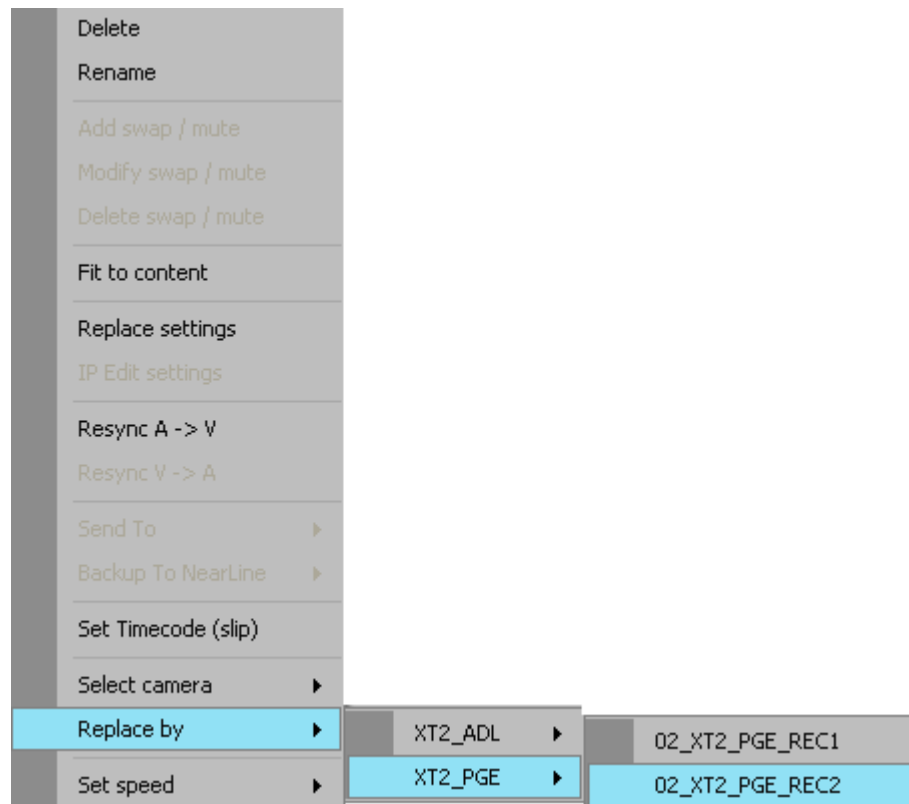 Delete
Rename
Add swap / mute
Modify swap / mute
Delete swap / mute
Fit to content
Replace settings
IP Edit settings
Resync A -> V
Resync V -> A
Send To
Backup To NearLine
Set Timecode (slip)
Select camera
Replace by
Set speed
XT2_ADL
XT2_PGE
02_XT2_PGE_REC1
02_XT2_PGE_REC2